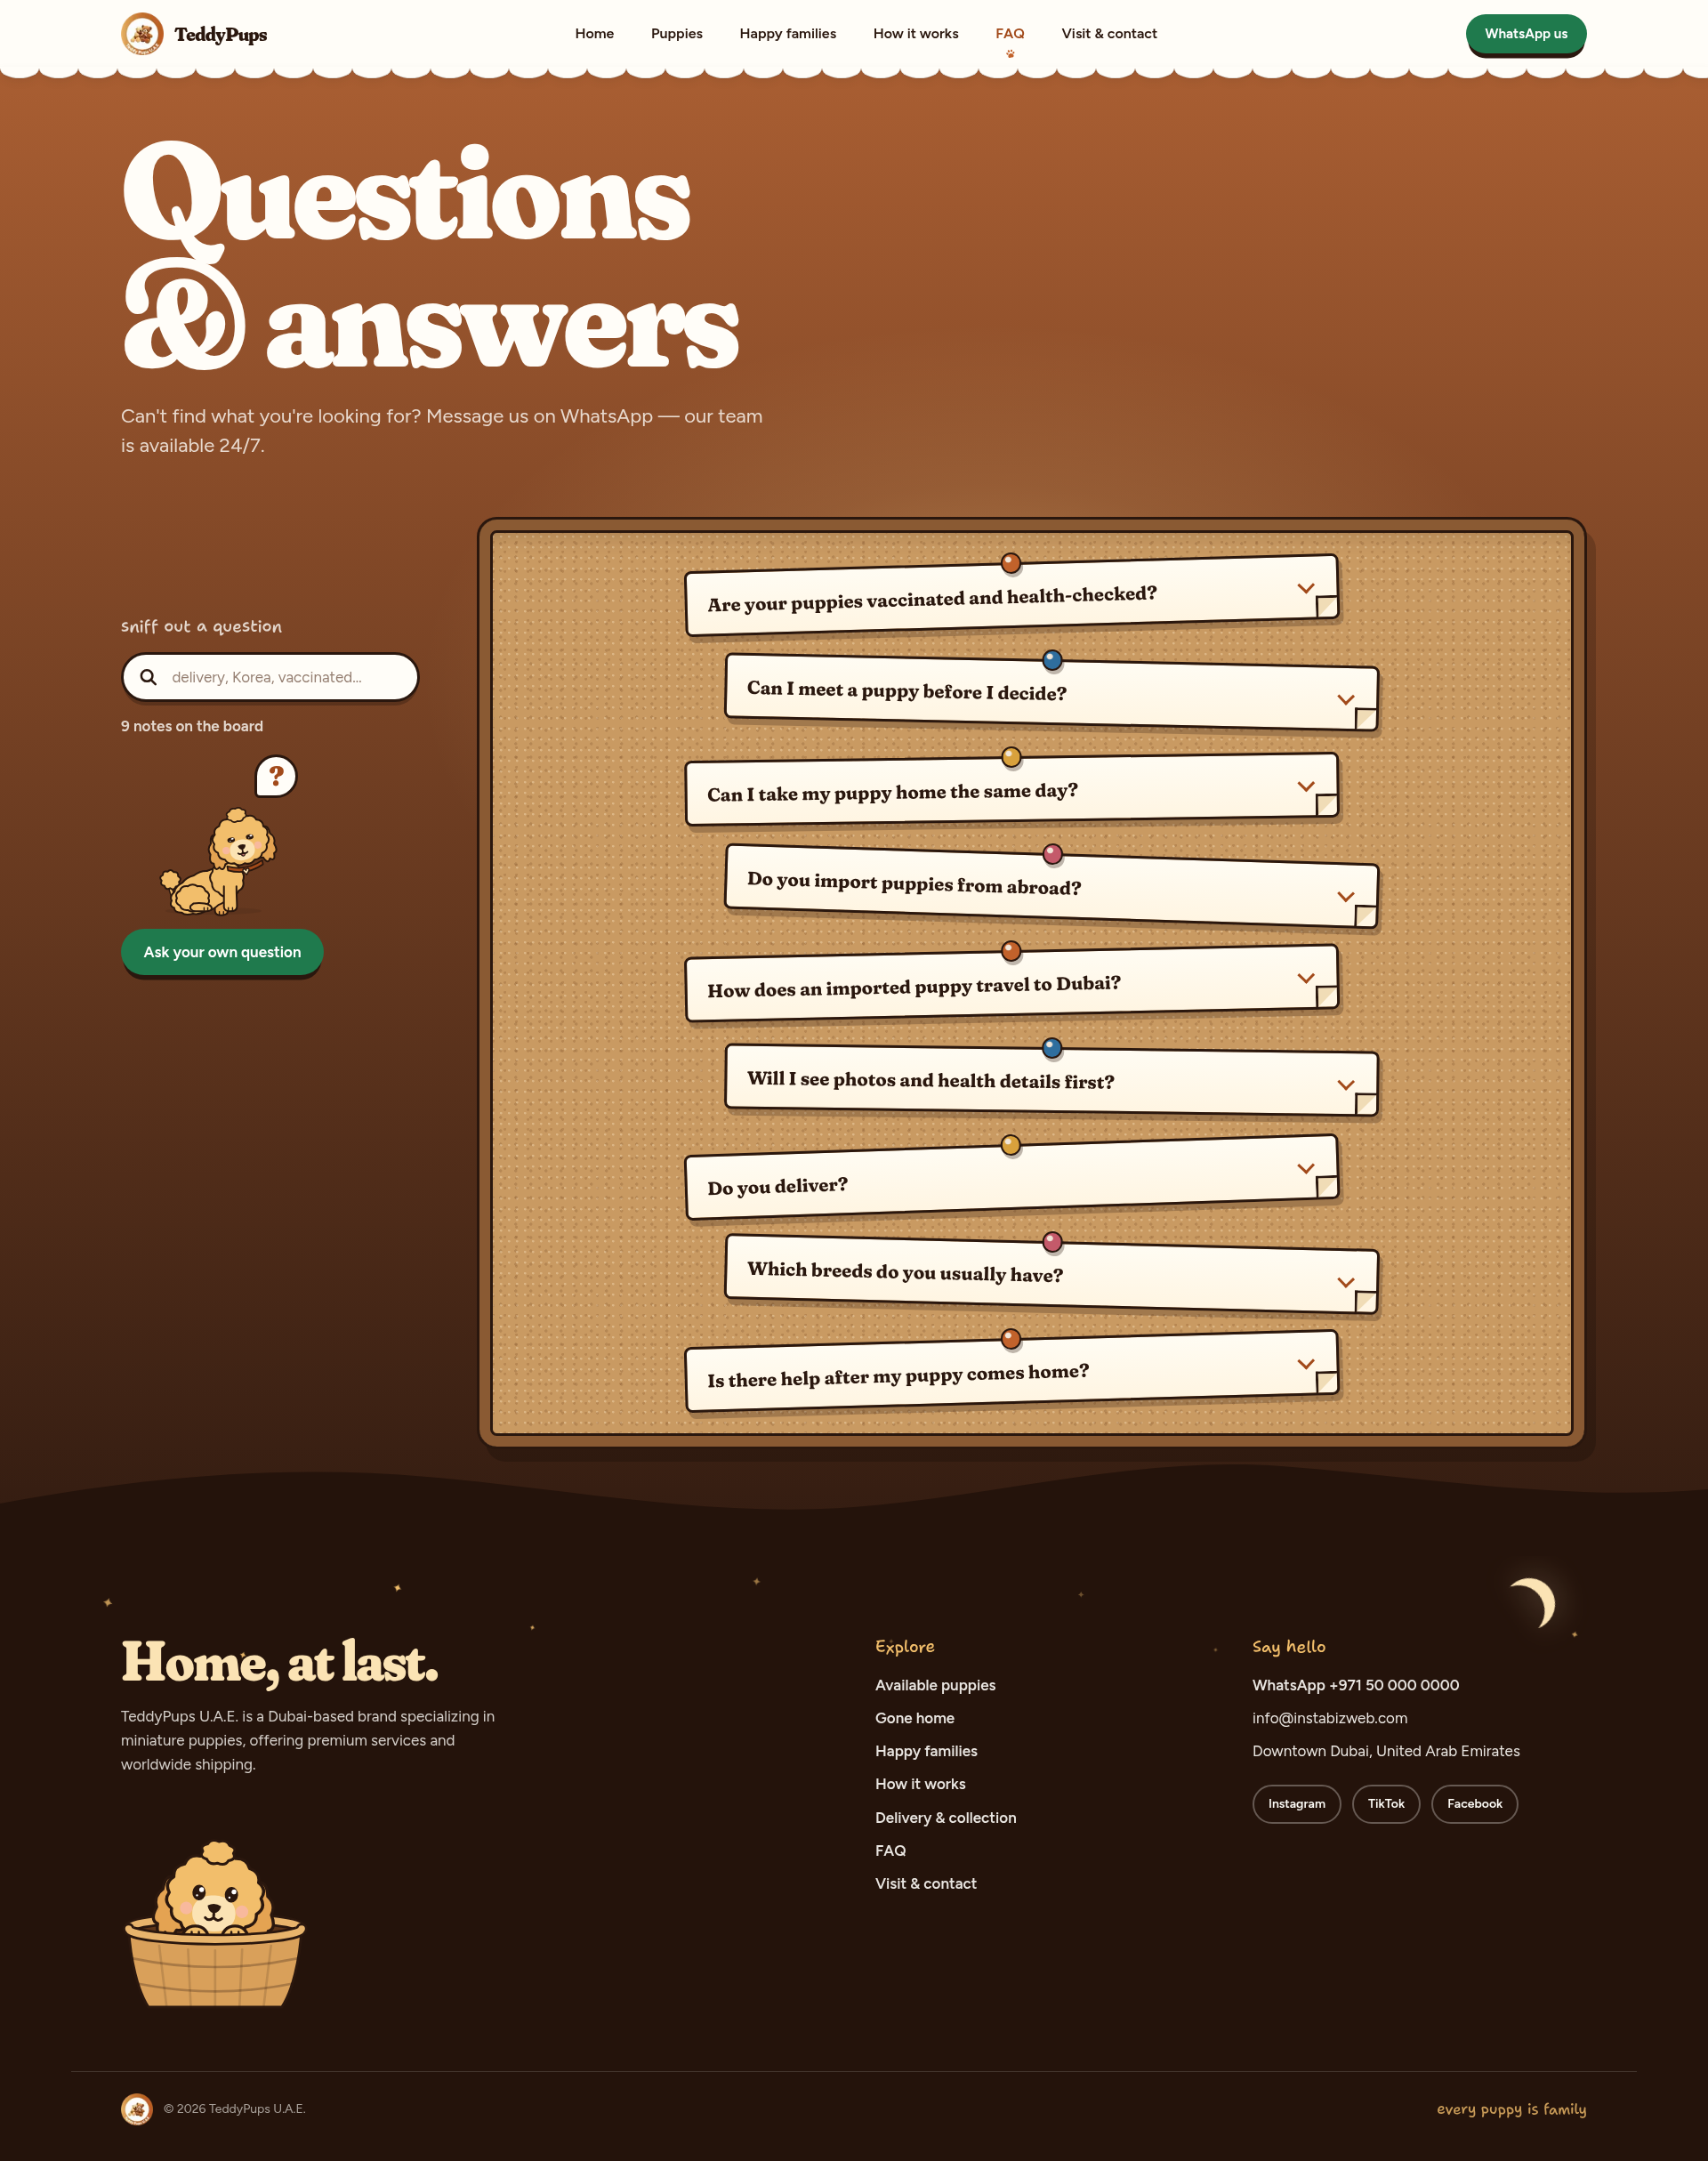 TeddyPups
Home
Puppies
Happy families
How it works
FAQ
Visit & contact
WhatsApp us
Questions
& answers
Can't find what you're looking for? Message us on WhatsApp — our team
is available 24/7.
sniff out a question
delivery, Korea, vaccinated...
9 notes on the board
?
Ask your own question
Are your puppies vaccinated and health-checked?
Can I meet a puppy before I decide?
Can I take my puppy home the same day?
Do you import puppies from abroad?
How does an imported puppy travel to Dubai?
Will I see photos and health details first?
Do you deliver?
Which breeds do you usually have?
Is there help after my puppy comes home?
Home, at last.
TeddyPups U.A.E. is a Dubai-based brand specializing in
miniature puppies, offering premium services and
worldwide shipping.
Explore
Available puppies
Gone home
Happy families
How it works
Delivery & collection
FAQ
Visit & contact
Say hello
WhatsApp +971 50 000 0000
info@instabizweb.com
Downtown Dubai, United Arab Emirates
Instagram
TikTok
Facebook
© 2026 TeddyPups U.A.E.
every puppy is family